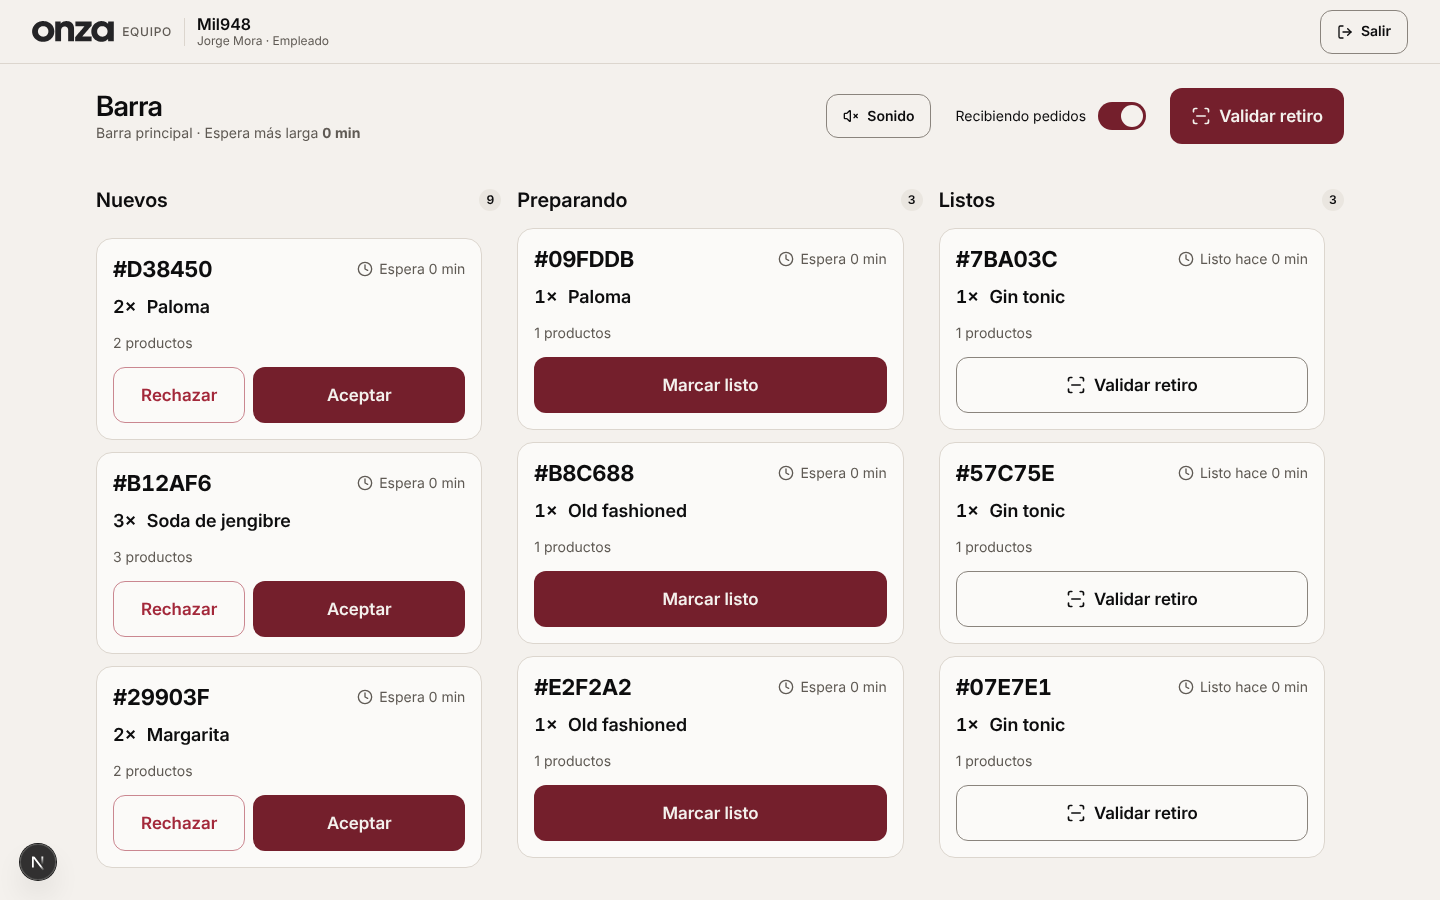 onza EQUIPO
Mil948
Jorge Mora · Empleado
Salir
Barra
Barra principal · Espera más larga 0 min
Sonido
Recibiendo pedidos
Validar retiro
Nuevos 9
#D38450 Espera 0 min
2× Paloma
2 productos
Rechazar Aceptar
#B12AF6 Espera 0 min
3× Soda de jengibre
3 productos
Rechazar Aceptar
#29903F Espera 0 min
2× Margarita
2 productos
Rechazar Aceptar
Preparando 3
#09FDDB Espera 0 min
1× Paloma
1 productos
Marcar listo
#B8C688 Espera 0 min
1× Old fashioned
1 productos
Marcar listo
#E2F2A2 Espera 0 min
1× Old fashioned
1 productos
Marcar listo
Listos 3
#7BA03C Listo hace 0 min
1× Gin tonic
1 productos
Validar retiro
#57C75E Listo hace 0 min
1× Gin tonic
1 productos
Validar retiro
#07E7E1 Listo hace 0 min
1× Gin tonic
1 productos
Validar retiro
N